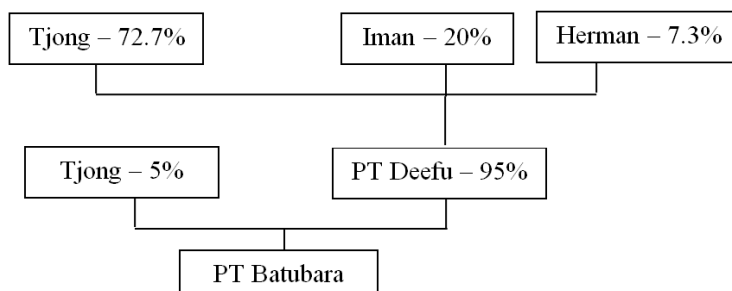 Tjong – 72.7%
Iman – 20%
Herman – 7.3%
Tjong – 5%
PT Deefu – 95%
PT Batubara